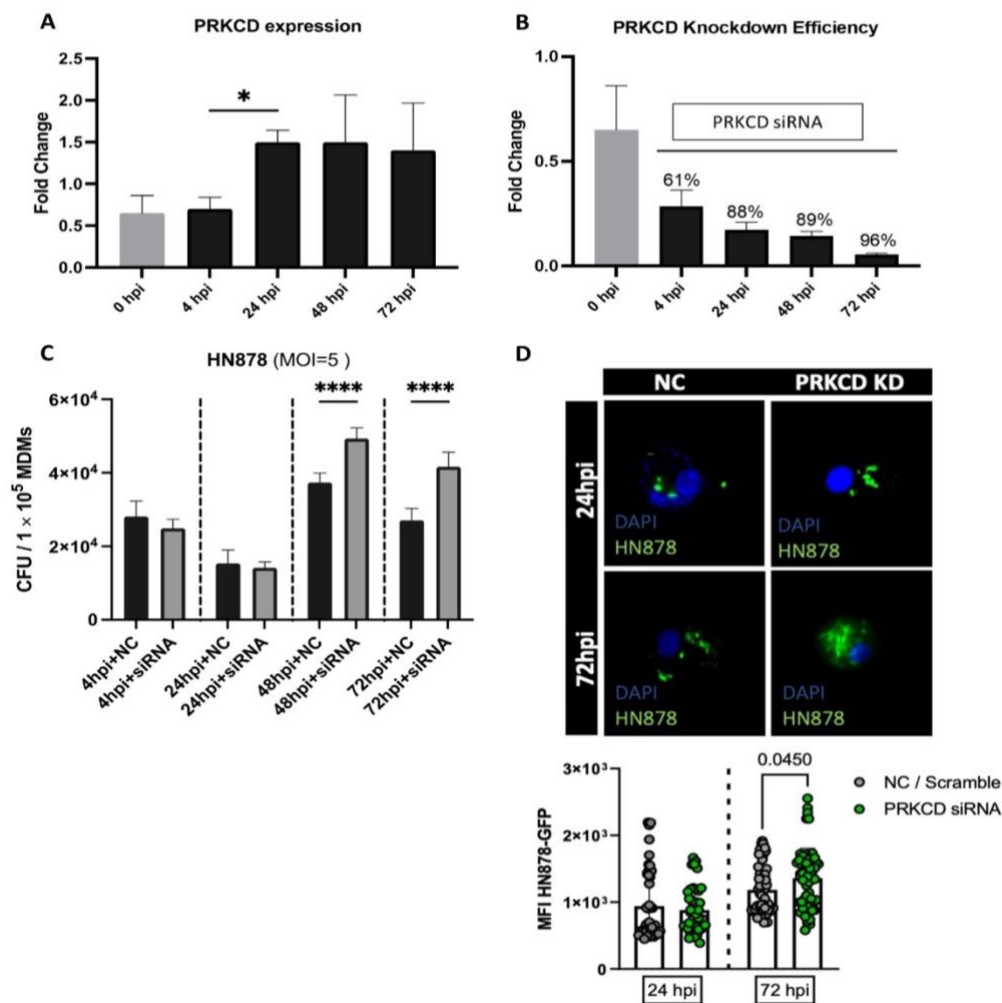 A
PRKCD expression
Fold Change
2.5
2.0
1.5
1.0
0.5
0.0
*
0 hpi
4 hpi
24 hpi
48 hpi
72 hpi
B
PRKCD Knockdown Efficiency
Fold Change
1.0
0.5
0.0
PRKCD siRNA
61%
88%
89%
96%
0 hpi
4 hpi
24 hpi
48 hpi
72 hpi
C
HN878 (MOI=5 )
CFU / 1 × 10⁵ MDMs
6×10⁴
4×10⁴
2×10⁴
0
****
****
4hpi+NC
4hpi+siRNA
24hpi+NC
24hpi+siRNA
48hpi+NC
48hpi+siRNA
72hpi+NC
72hpi+siRNA
D
NC
PRKCD KD
24hpi
DAPI
HN878
DAPI
HN878
72hpi
DAPI
HN878
DAPI
HN878
MFI HN878-GFP
3×10³
2×10³
1×10³
0
0.0450
NC / Scramble
PRKCD siRNA
24 hpi
72 hpi